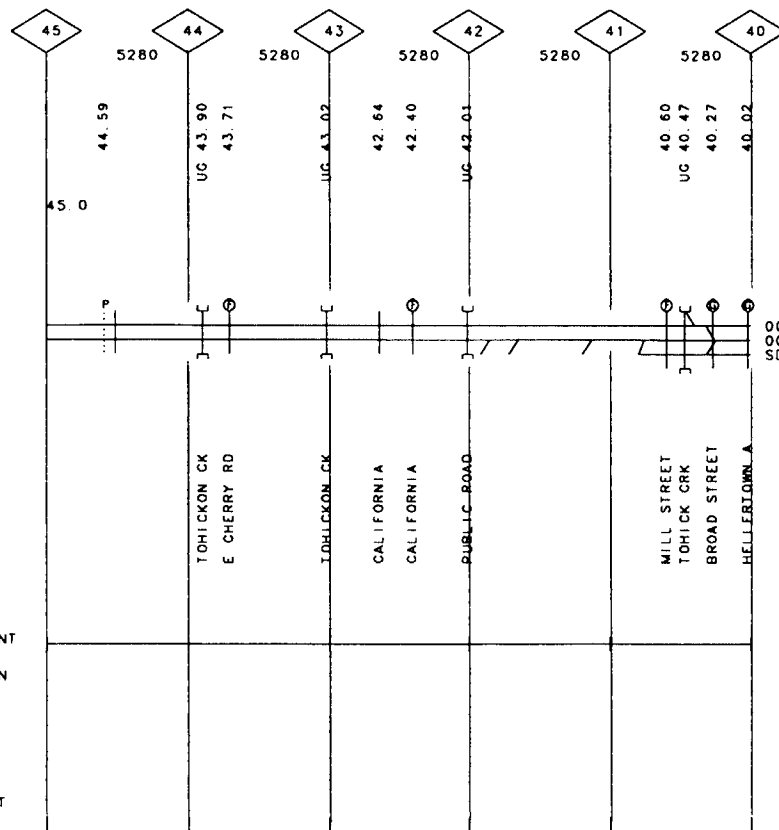 45 44 43 42 41 40
5280 5280 5280 5280 5280
44.59
UG 43.90
43.71
UG 43.02
42.64
42.40
UG 42.01
40.60
UG 40.47
40.27
40.02
45.0
P
F
F
F
TOHICKON CK
E CHERRY RD
TOHICKON CK
CALIFORNIA
CALIFORNIA
PUBLIC ROAD
MILL STREET
TOHICK CRK
BROAD STREET
HELLERTOWN A
NT
N
T